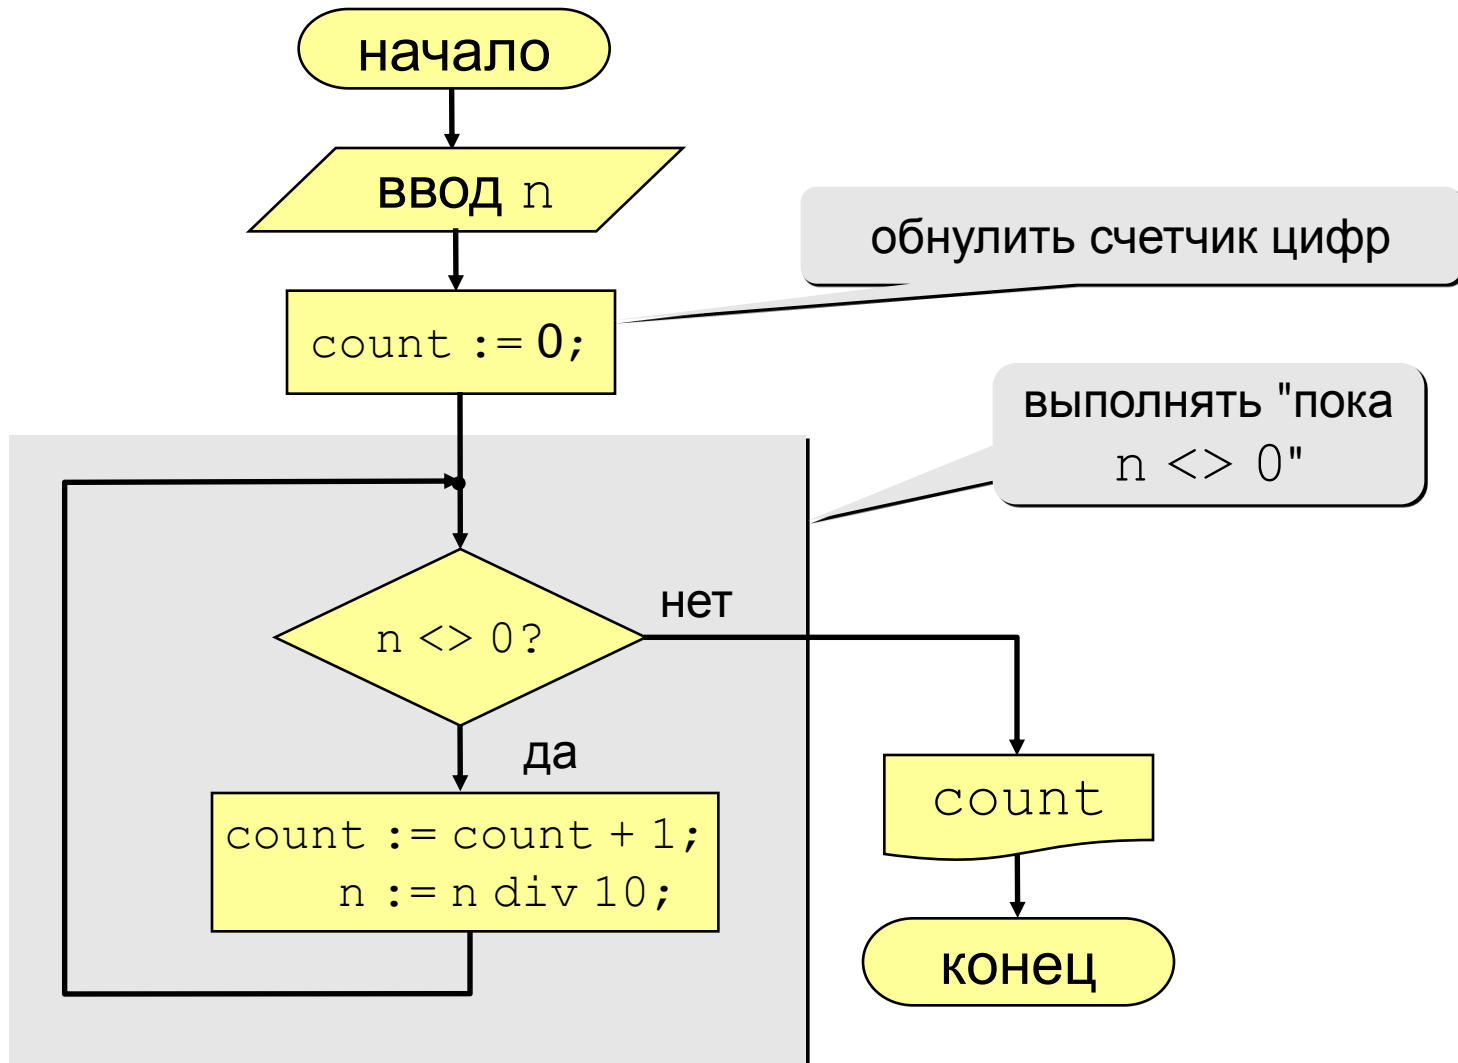 начало
ввод n
обнулить счетчик цифр
count := 0;
выполнять "пока
n <> 0"
нет
n <> 0?
да
count := count + 1;
n := n div 10;
count
конец